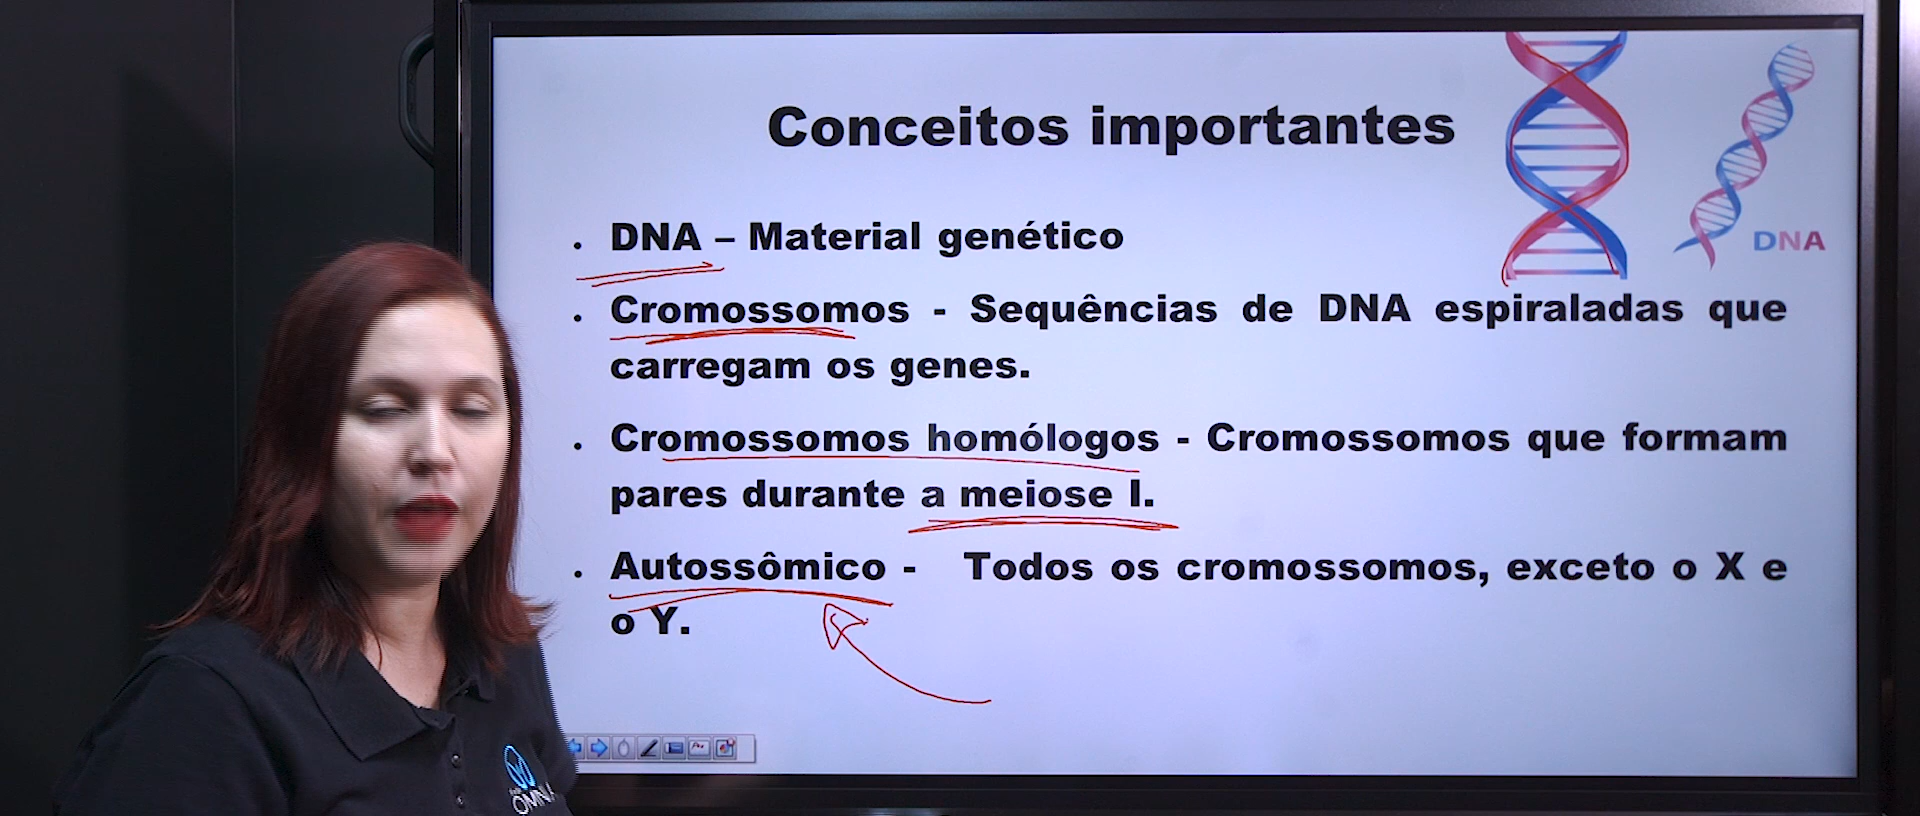 Conceitos importantes
DNA
. DNA – Material genético
. Cromossomos - Sequências de DNA espiraladas que
carregam os genes.
. Cromossomos homólogos - Cromossomos que formam
pares durante a meiose I.
. Autossômico - Todos os cromossomos, exceto o X e
o Y.